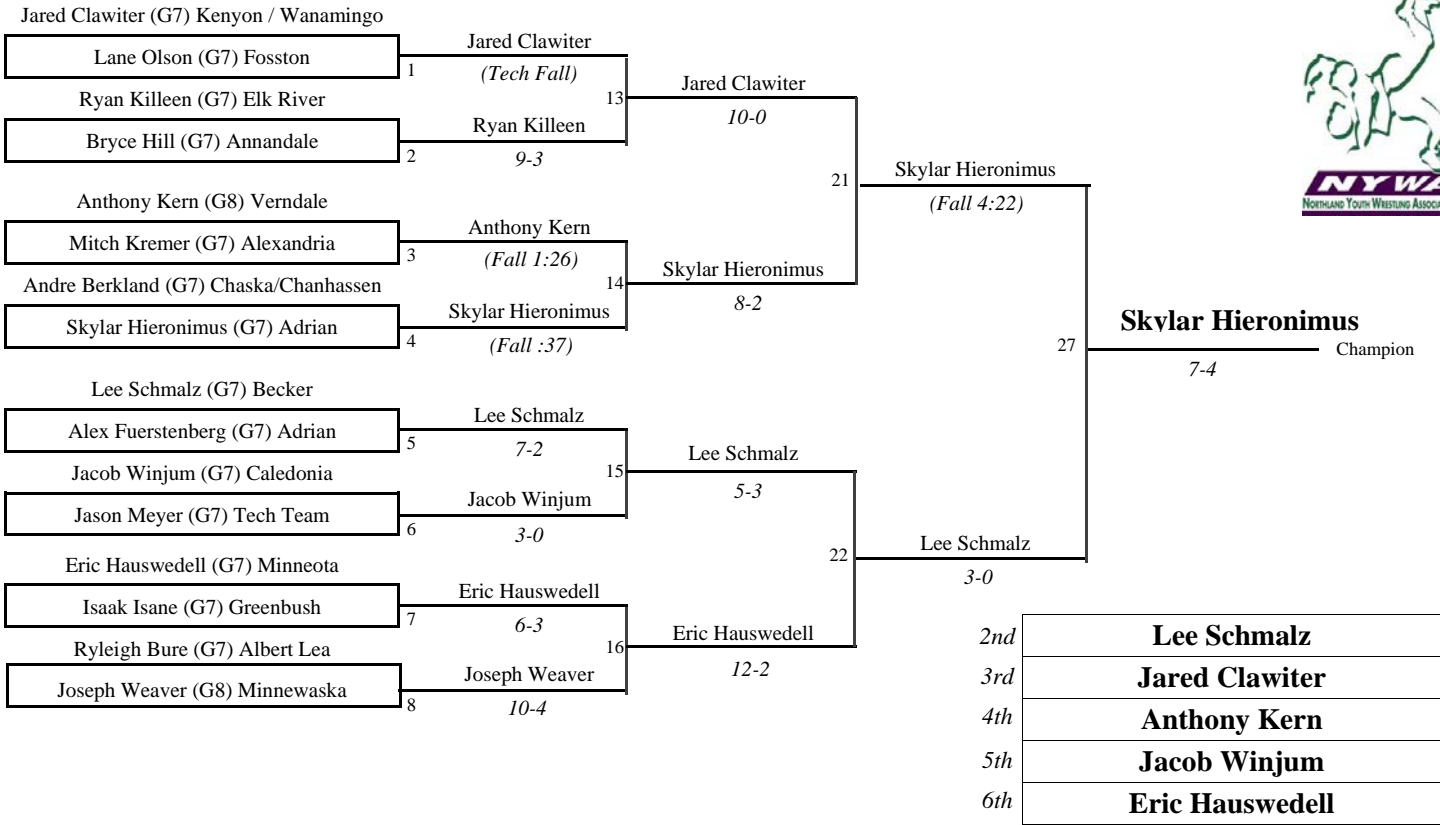 Jared Clawiter (G7) Kenyon / Wanamingo
Lane Olson (G7) Fosston
1
Ryan Killeen (G7) Elk River
Bryce Hill (G7) Annandale
2
Anthony Kern (G8) Verndale
Mitch Kremer (G7) Alexandria
3
Andre Berkland (G7) Chaska/Chanhassen
Skylar Hieronimus (G7) Adrian
4
Lee Schmalz (G7) Becker
Alex Fuerstenberg (G7) Adrian
5
Jacob Winjum (G7) Caledonia
Jason Meyer (G7) Tech Team
6
Eric Hauswedell (G7) Minneota
Isaak Isane (G7) Greenbush
7
Ryleigh Bure (G7) Albert Lea
Joseph Weaver (G8) Minnewaska
8
Jared Clawiter
(Tech Fall)
13
Ryan Killeen
9-3
Anthony Kern
(Fall 1:26)
14
Skylar Hieronimus
(Fall :37)
Lee Schmalz
7-2
15
Jacob Winjum
3-0
Eric Hauswedell
6-3
16
Joseph Weaver
10-4
Jared Clawiter
10-0
21
Skylar Hieronimus
8-2
Lee Schmalz
5-3
22
Eric Hauswedell
12-2
Skylar Hieronimus
(Fall 4:22)
27
Lee Schmalz
3-0
Skylar Hieronimus
Champion
7-4
NYWA
NORTHLAND YOUTH WRESTLING
2nd Lee Schmalz
3rd Jared Clawiter
4th Anthony Kern
5th Jacob Winjum
6th Eric Hauswedell